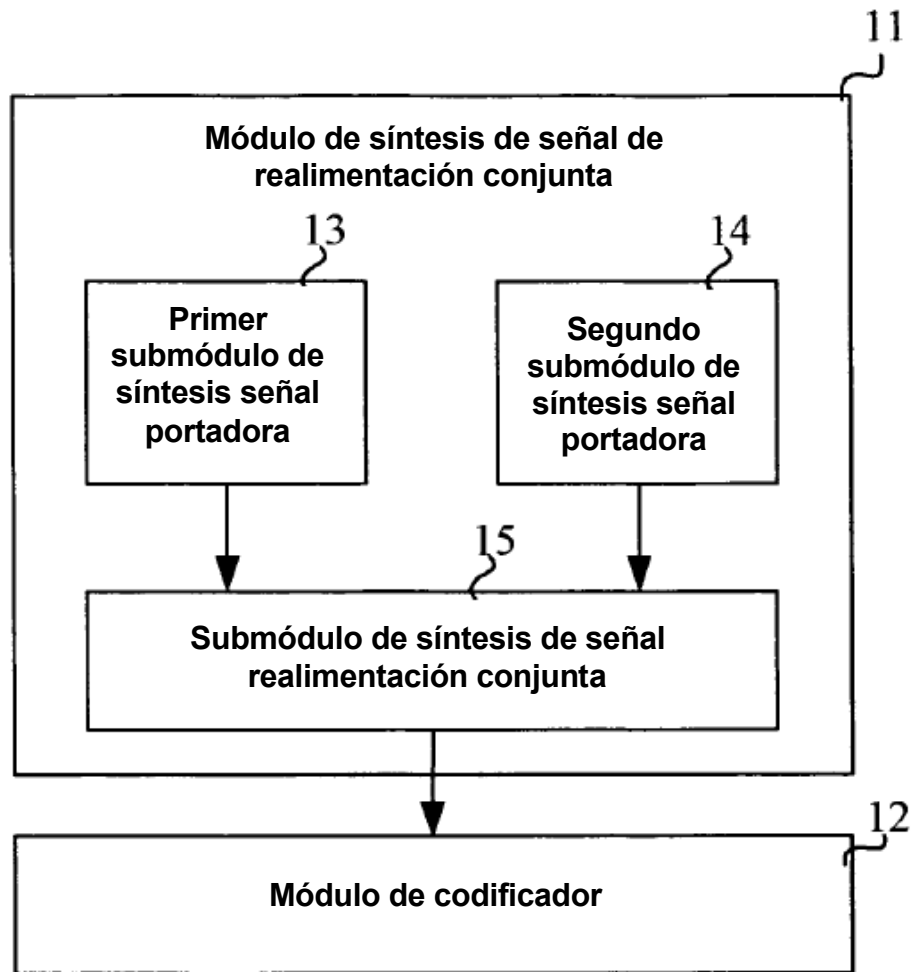 11
Módulo de síntesis de señal de
realimentación conjunta
13
14
Primer
submódulo de
síntesis señal
portadora
Segundo
submódulo de
síntesis señal
portadora
15
Submódulo de síntesis de señal
realimentación conjunta
12
Módulo de codificador